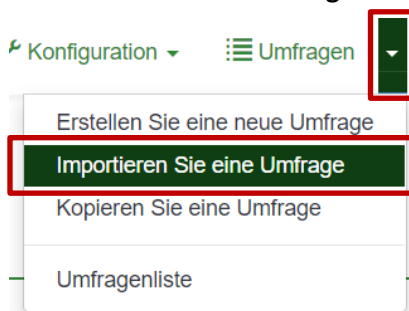 Konfiguration
Umfragen
Erstellen Sie eine neue Umfrage
Importieren Sie eine Umfrage
Kopieren Sie eine Umfrage
Umfragenliste